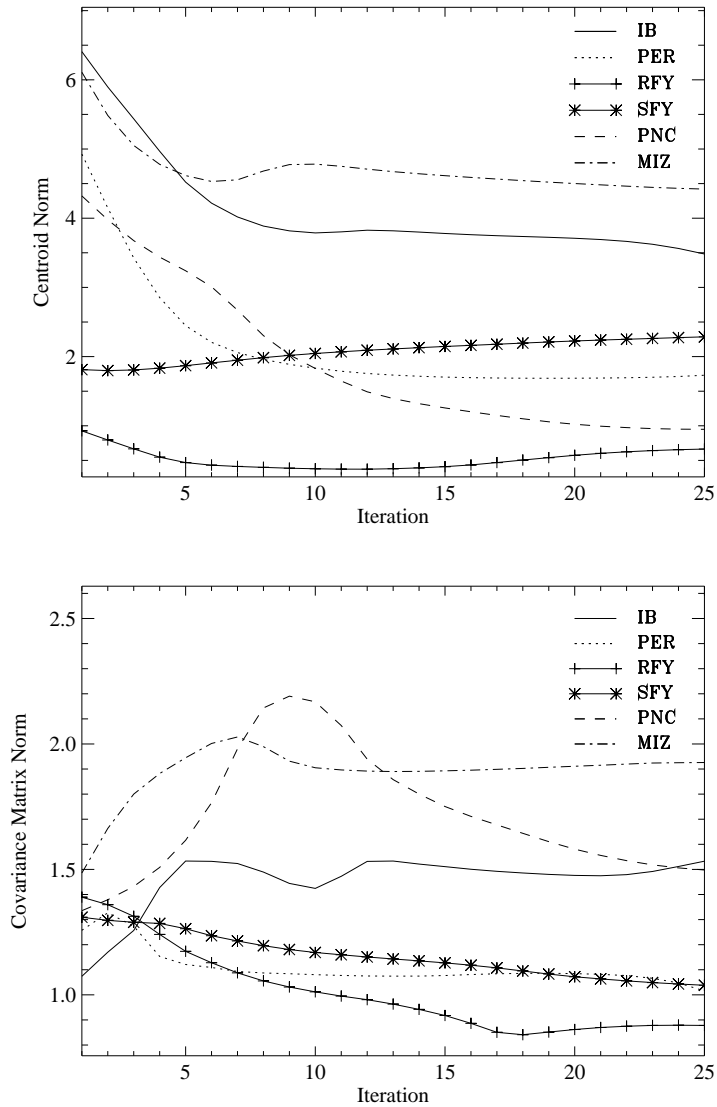 IB
PER
RFY
SFY
PNC
MIZ
6
4
2
Centroid Norm
5
10
15
20
25
Iteration
IB
PER
RFY
SFY
PNC
MIZ
2.5
2.0
1.5
1.0
Covariance Matrix Norm
5
10
15
20
25
Iteration